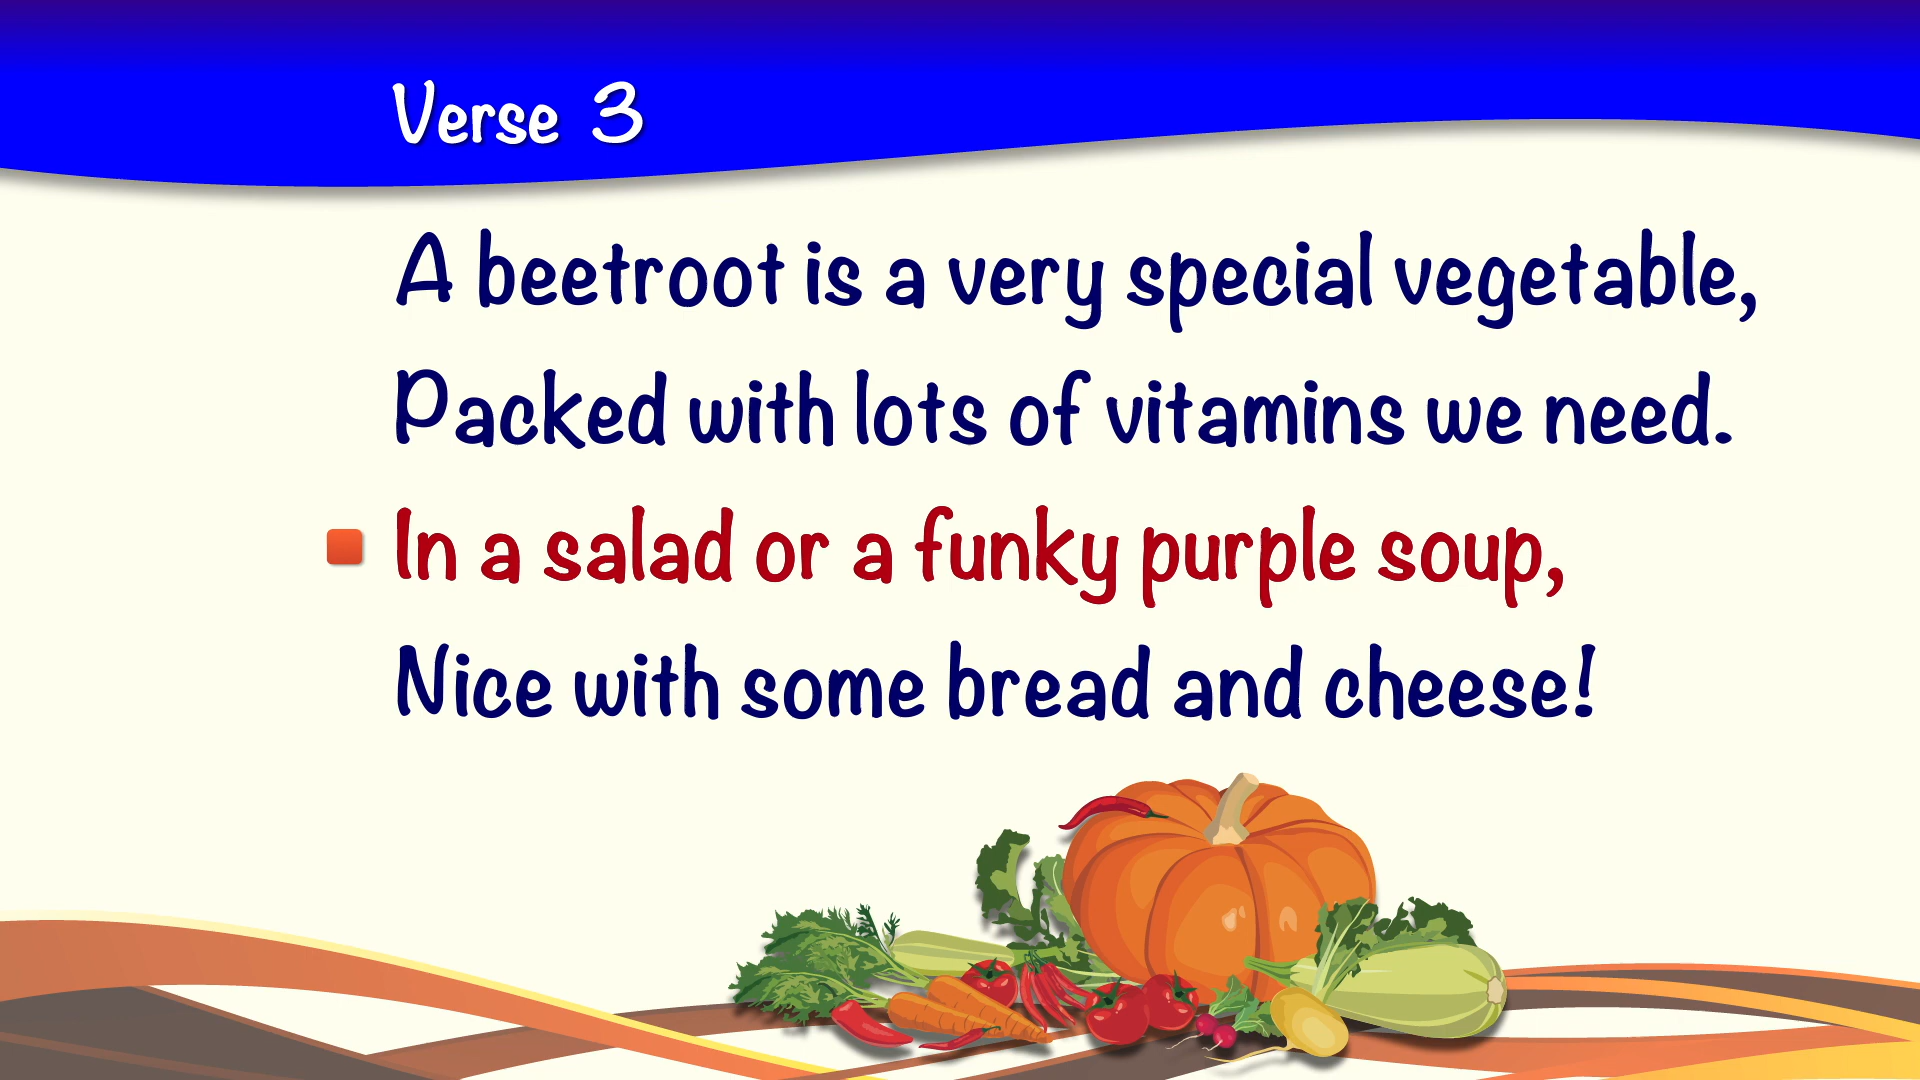 Verse 3
A beetroot is a very special vegetable,
Packed with lots of vitamins we need.
In a salad or a funky purple soup,
Nice with some bread and cheese!